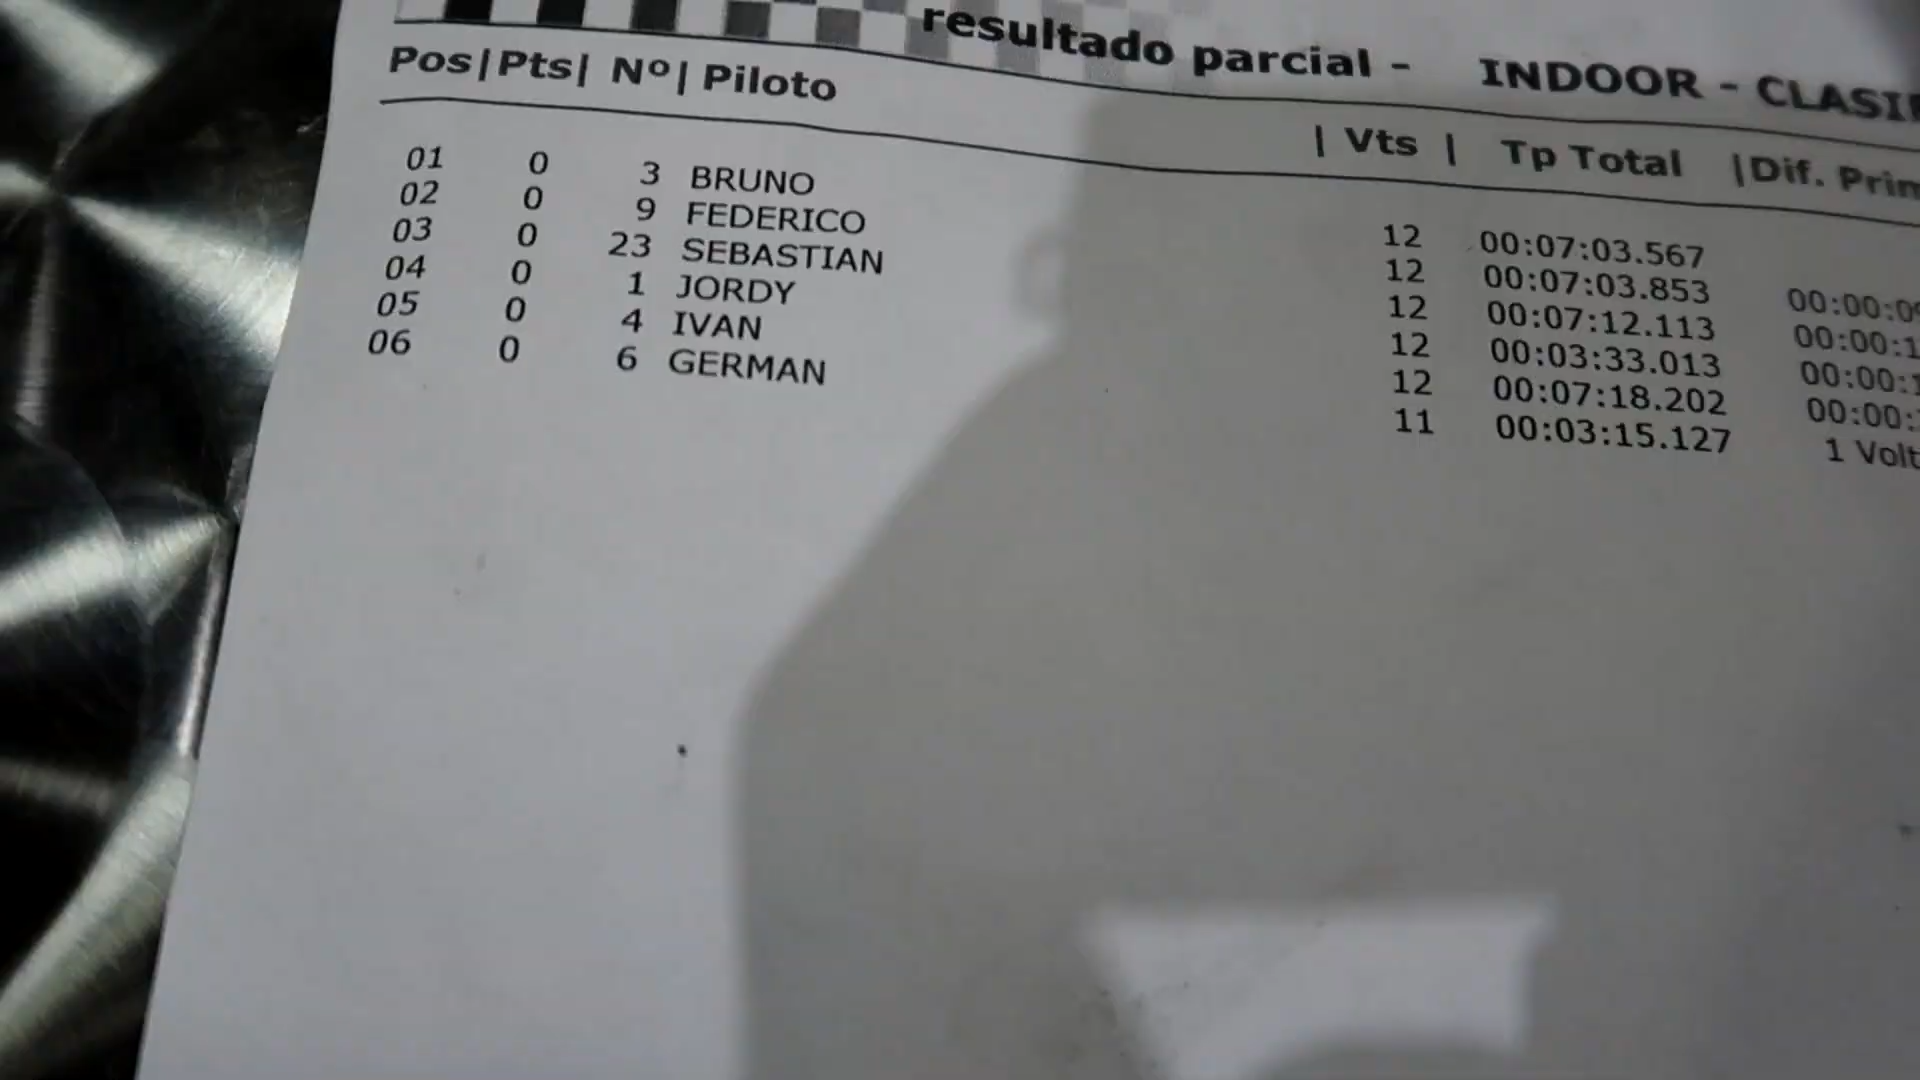 resultado parcial - INDOOR - 
Pos|Pts| Nº| Piloto | Vts | Tp Total |Dif.
01 0 3 BRUNO 12 00:07:03.567
02 0 9 FEDERICO 12 00:07:03.853
03 0 23 SEBASTIAN 12 00:07:12.113
04 0 1 JORDY 12 00:03:33.013
05 0 4 IVAN 12 00:07:18.202
06 0 6 GERMAN 11 00:03:15.127 1